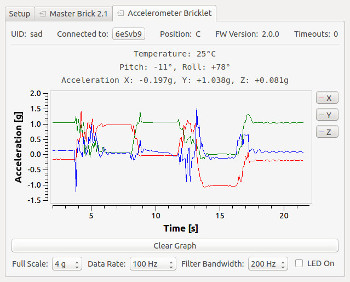 Setup Master Brick 2.1 Accelerometer Bricklet
UID: sad Connected to: 6eSvb9 Position: C FW Version: 2.0.0 Timeouts: 0
Temperature: 25°C
Pitch: -11°, Roll: +78°
Acceleration X: -0.197g, Y: +1.038g, Z: +0.081g
2.0
1.5
1.0
0.5
0.0
-0.5
-1.0
-1.5
Acceleration [g]
5 10 15 20
Time [s]
X
Y
Z
Clear Graph
Full Scale: 4 g Data Rate: 100 Hz Filter Bandwidth: 200 Hz LED On